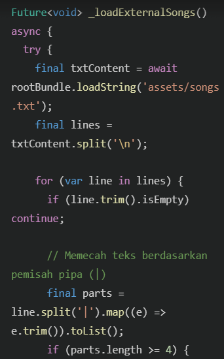 Future<void> _loadExternalSongs()
async {
try {
final txtContent = await
rootBundle.loadString('assets/songs
.txt');
final lines =
txtContent.split('\n');
for (var line in lines) {
if (line.trim().isEmpty)
continue;
// Memecah teks berdasarkan
pemisah pipa (|)
final parts =
line.split('|').map((e) =>
e.trim()).toList();
if (parts.length >= 4) {